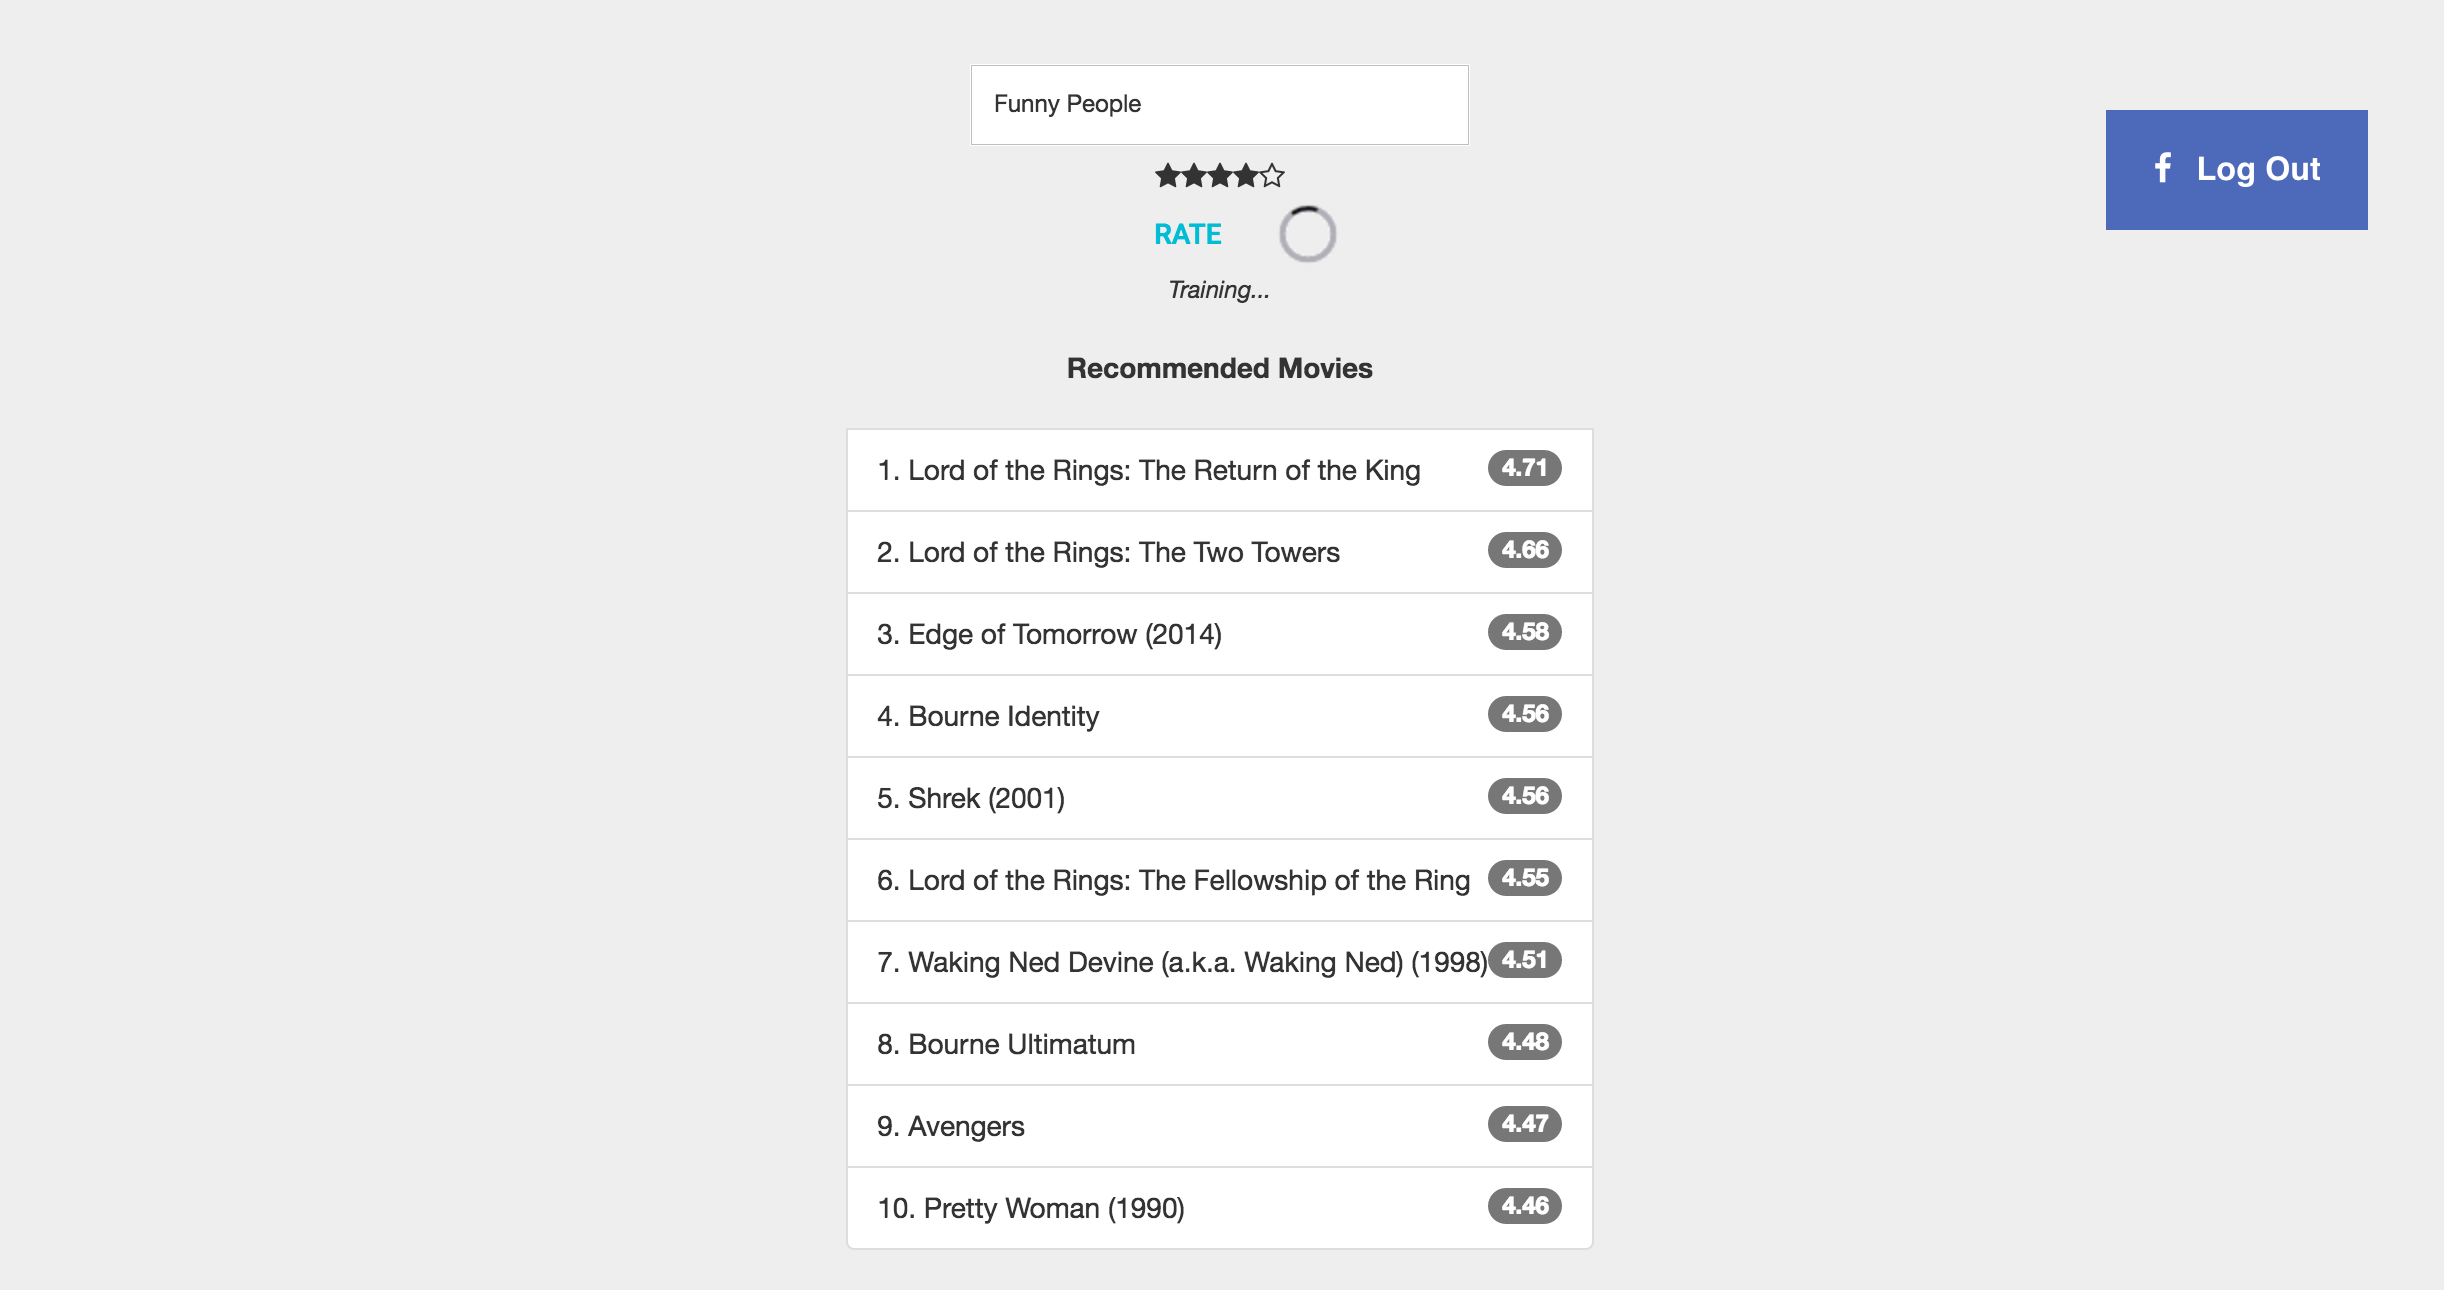 Funny People
RATE
Training...
f Log Out
Recommended Movies
1. Lord of the Rings: The Return of the King 4.71
2. Lord of the Rings: The Two Towers 4.66
3. Edge of Tomorrow (2014) 4.58
4. Bourne Identity 4.56
5. Shrek (2001) 4.56
6. Lord of the Rings: The Fellowship of the Ring 4.55
7. Waking Ned Devine (a.k.a. Waking Ned) (1998) 4.51
8. Bourne Ultimatum 4.48
9. Avengers 4.47
10. Pretty Woman (1990) 4.46